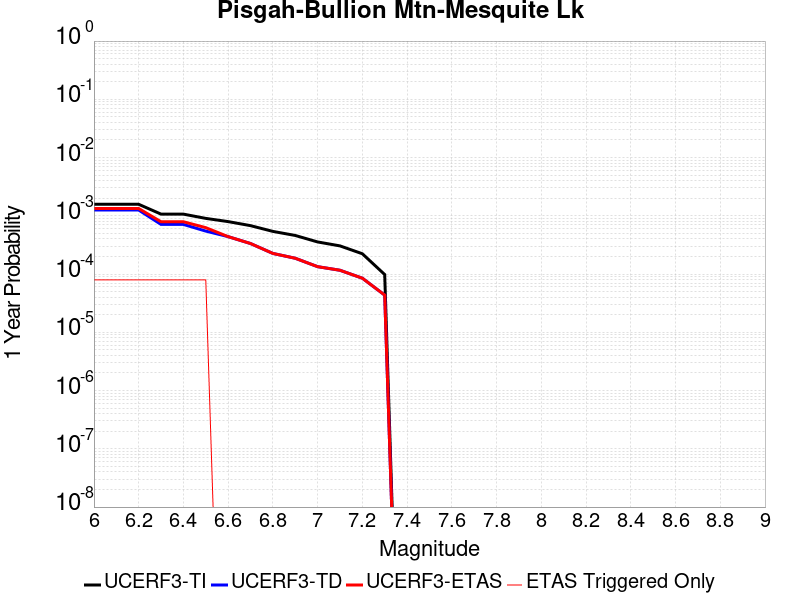 Pisgah-Bullion Mtn-Mesquite Lk
10^0
10^-1
10^-2
10^-3
10^-4
10^-5
10^-6
10^-7
10^-8
1 Year Probability
6 6.2 6.4 6.6 6.8 7 7.2 7.4 7.6 7.8 8 8.2 8.4 8.6 8.8 9
Magnitude
UCERF3-TI UCERF3-TD UCERF3-ETAS ETAS Triggered Only